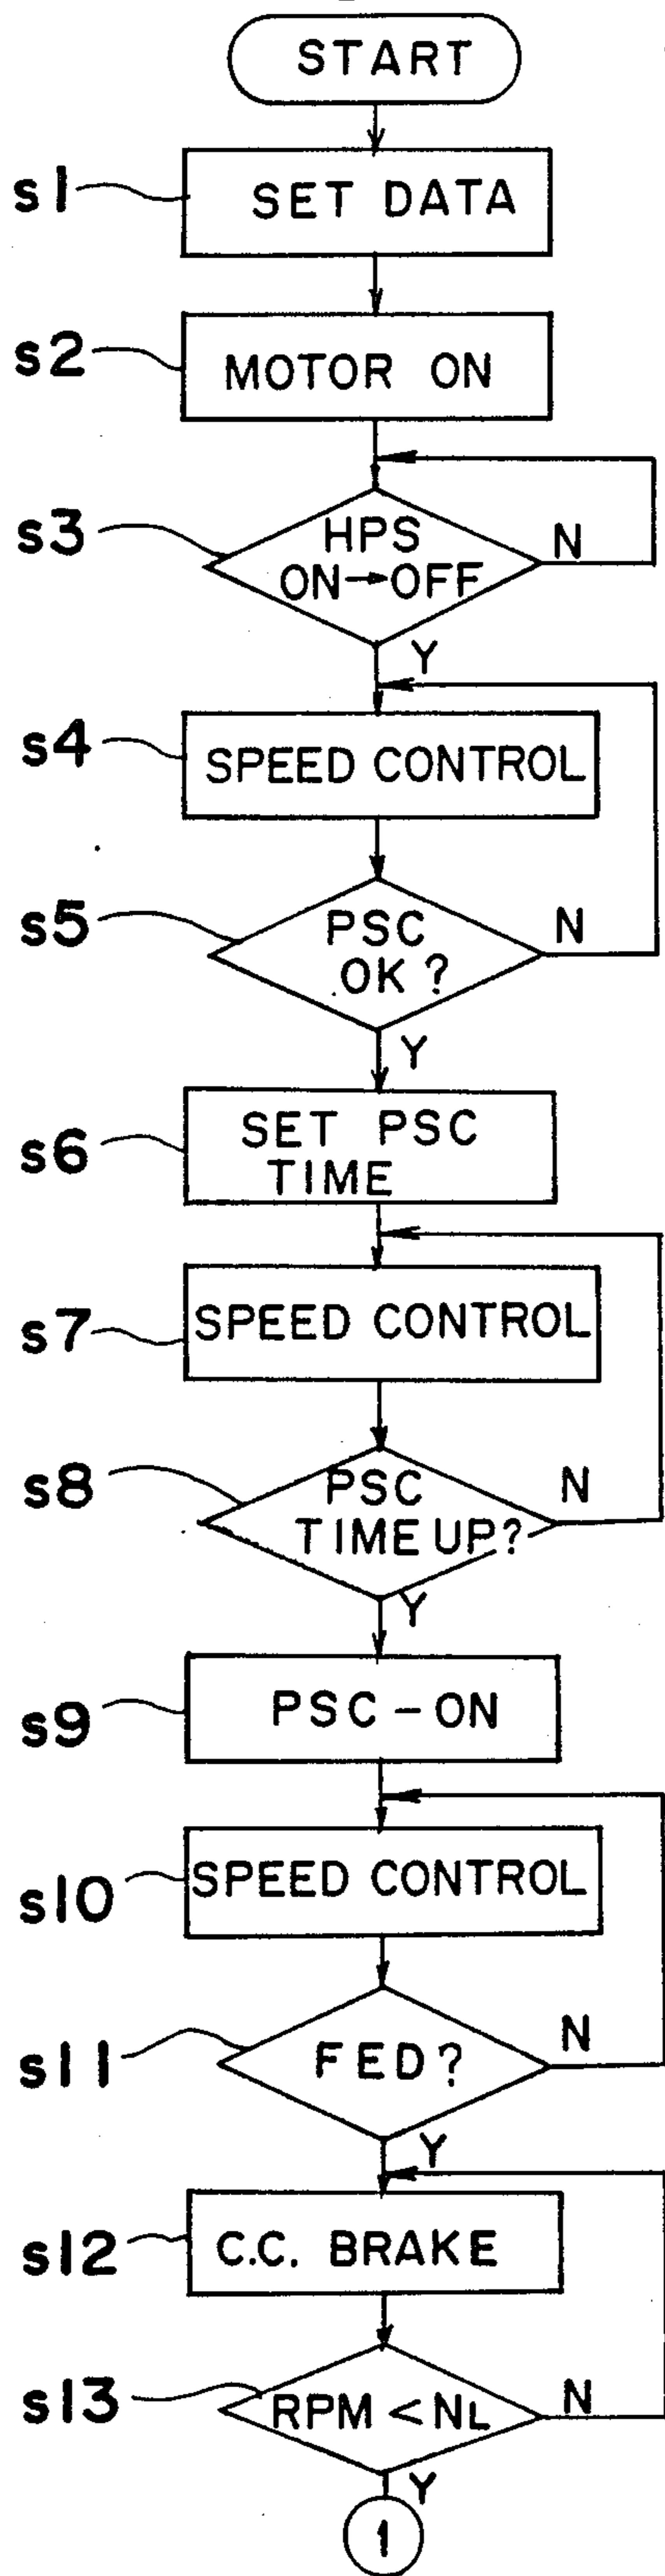 START
s1 SET DATA
s2 MOTOR ON
s3 HPS
ON→OFF N
Y
s4 SPEED CONTROL
s5 PSC N
OK?
Y
s6 SET PSC
TIME
s7 SPEED CONTROL
s8 PSC N
TIME UP?
Y
s9 PSC-ON
s10 SPEED CONTROL
s11 FED? N
Y
s12 C.C. BRAKE
s13 RPM < NL N
Y
1